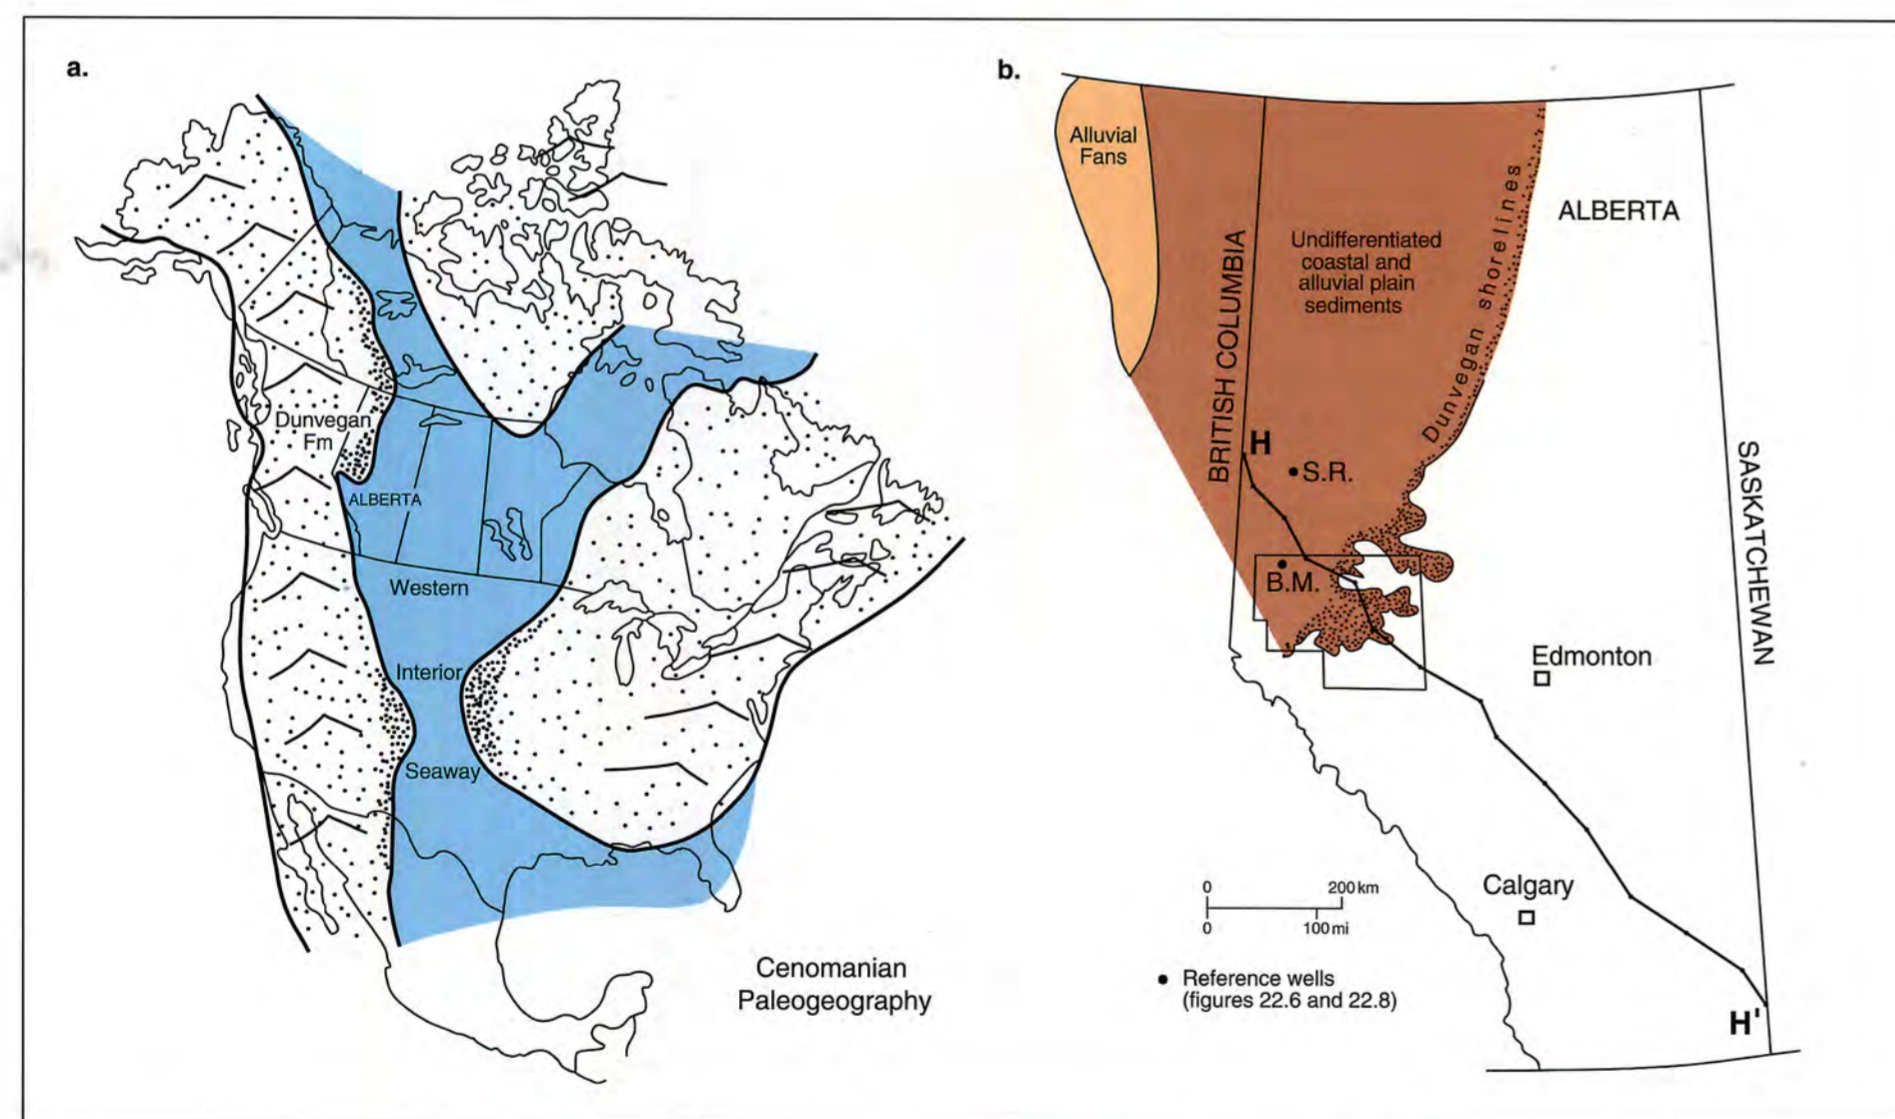 a.
Dunvegan
Fm
ALBERTA
Western
Interior
Seaway
Cenomanian
Paleogeography
b.
Alluvial
Fans
BRITISH COLUMBIA
Undifferentiated
coastal and
alluvial plain
sediments
Dunvegan shorelines
ALBERTA
SASKATCHEWAN
H
S.R.
B.M.
Edmonton
Calgary
0 200 km
0 100 mi
Reference wells
(figures 22.6 and 22.8)
H'